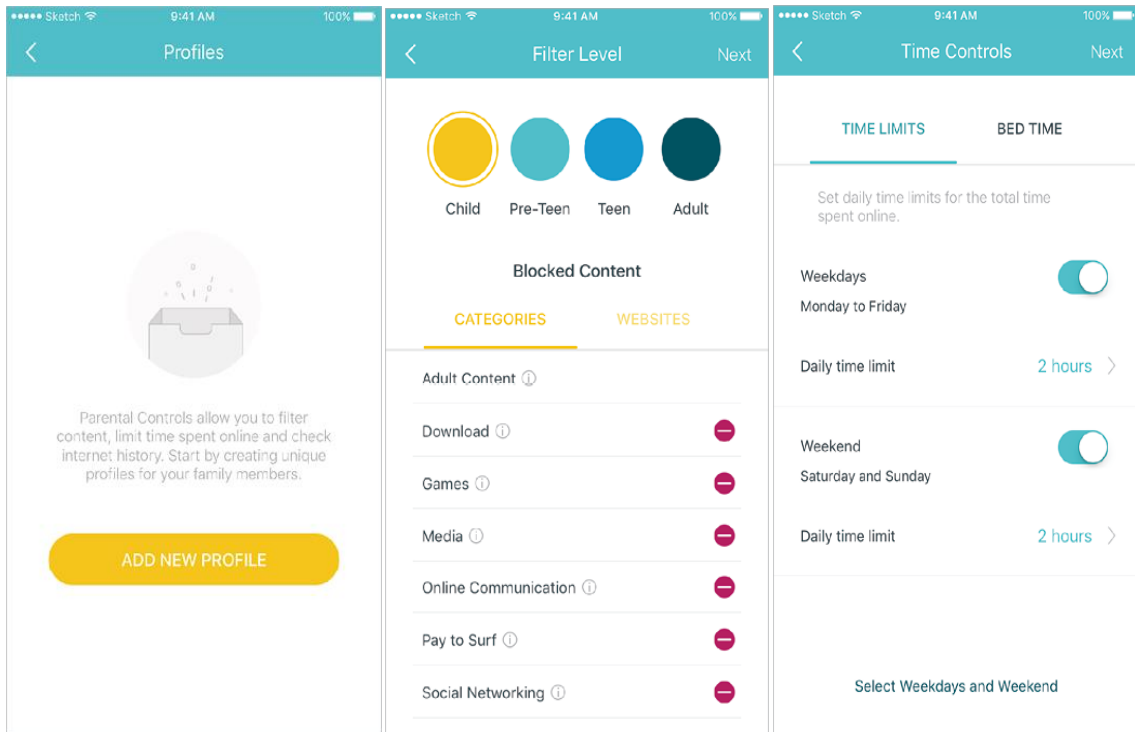 Sketch 9:41 AM 100%
Profiles
Parental Controls allow you to filter
content, limit time spent online and check
internet history. Start by creating unique
profiles for your family members.
ADD NEW PROFILE
Sketch 9:41 AM 100%
Filter Level Next
Child Pre-Teen Teen Adult
Blocked Content
CATEGORIES WEBSITES
Adult Content
Download
Games
Media
Online Communication
Pay to Surf
Social Networking
Sketch 9:41 AM 100%
Time Controls Next
TIME LIMITS BED TIME
Set daily time limits for the total time
spent online.
Weekdays
Monday to Friday
Daily time limit 2 hours
Weekend
Saturday and Sunday
Daily time limit 2 hours
Select Weekdays and Weekend